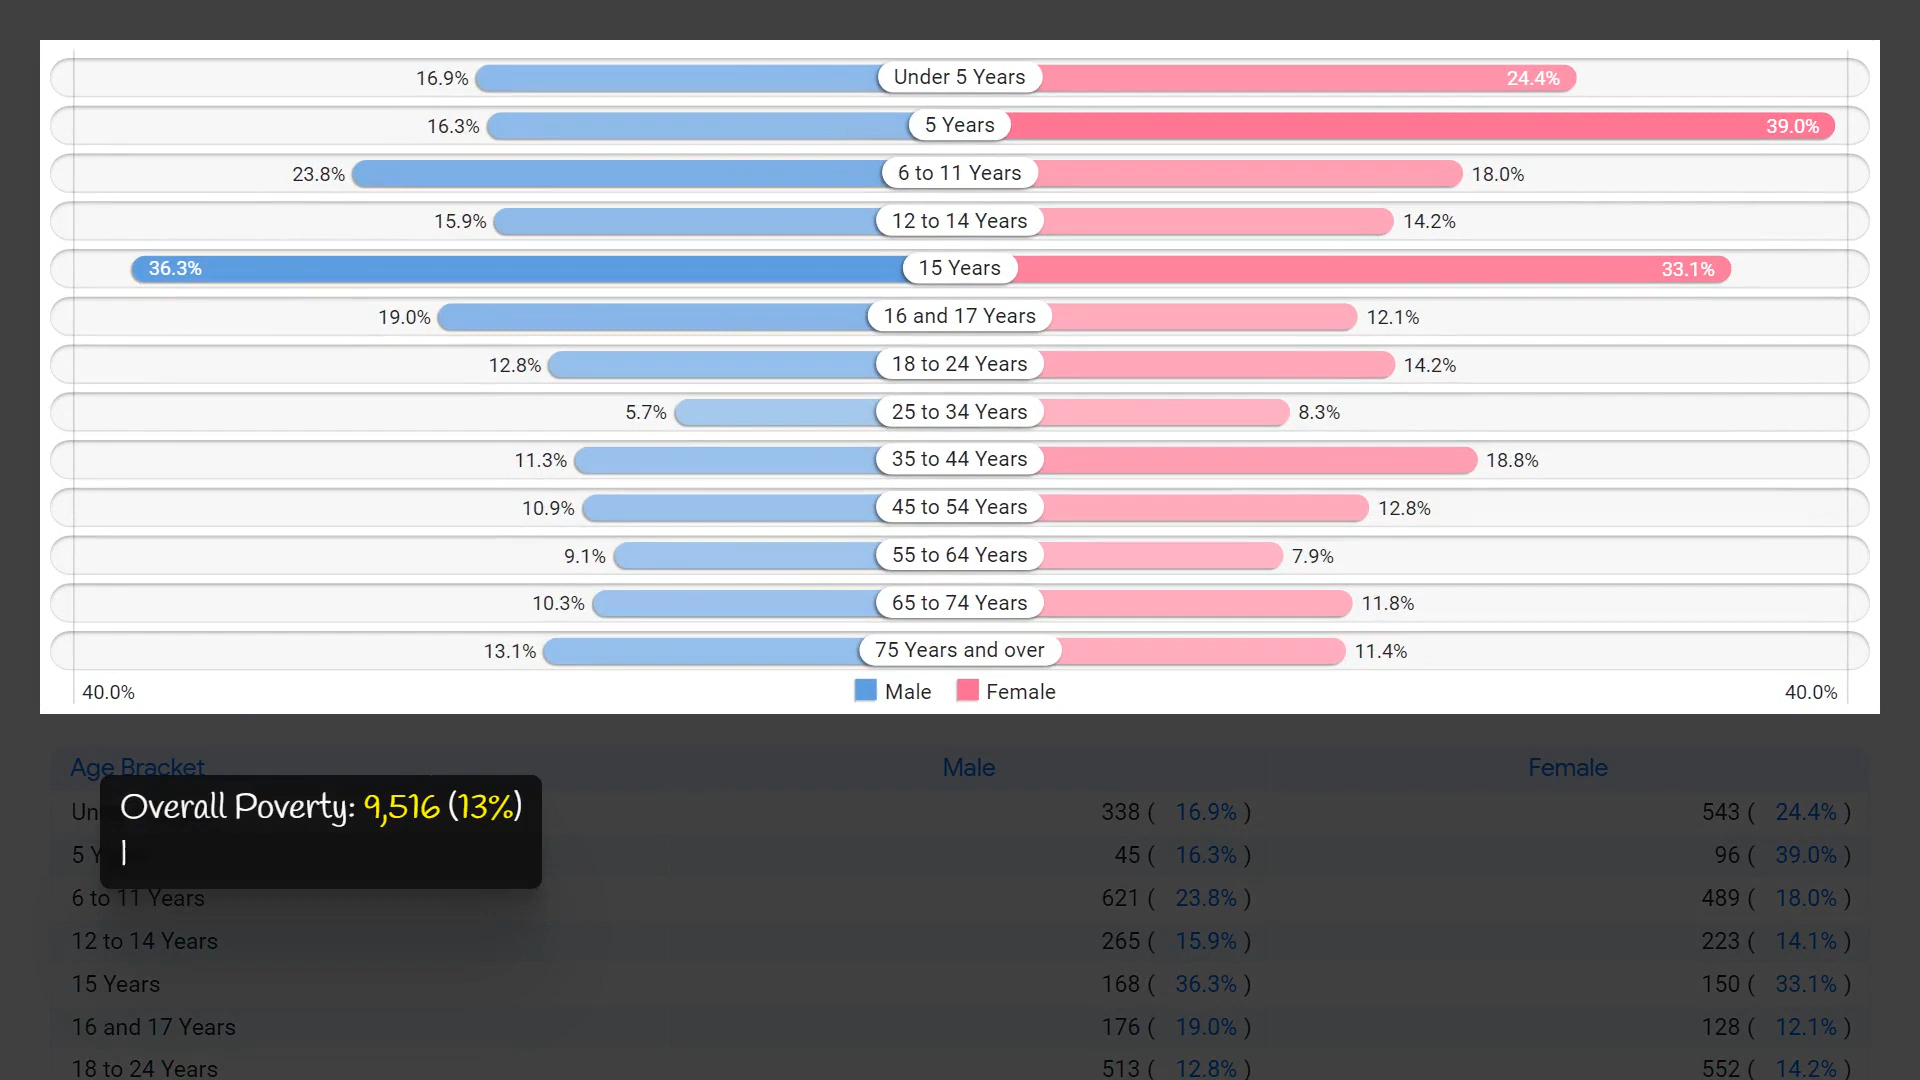 16.9% Under 5 Years 24.4%
16.3% 5 Years 39.0%
23.8% 6 to 11 Years 18.0%
15.9% 12 to 14 Years 14.2%
36.3% 15 Years 33.1%
19.0% 16 and 17 Years 12.1%
12.8% 18 to 24 Years 14.2%
5.7% 25 to 34 Years 8.3%
11.3% 35 to 44 Years 18.8%
10.9% 45 to 54 Years 12.8%
9.1% 55 to 64 Years 7.9%
10.3% 65 to 74 Years 11.8%
13.1% 75 Years and over 11.4%
40.0% Male Female 40.0%
Age Bracket Male Female
Overall Poverty: 9,516 (13%)
Un 338 ( 16.9% ) 543 ( 24.4% )
5 Y 45 ( 16.3% ) 96 ( 39.0% )
6 to 11 Years 621 ( 23.8% ) 489 ( 18.0% )
12 to 14 Years 265 ( 15.9% ) 223 ( 14.1% )
15 Years 168 ( 36.3% ) 150 ( 33.1% )
16 and 17 Years 176 ( 19.0% ) 128 ( 12.1% )
18 to 24 Years 513 ( 12.8% ) 552 ( 14.2% )